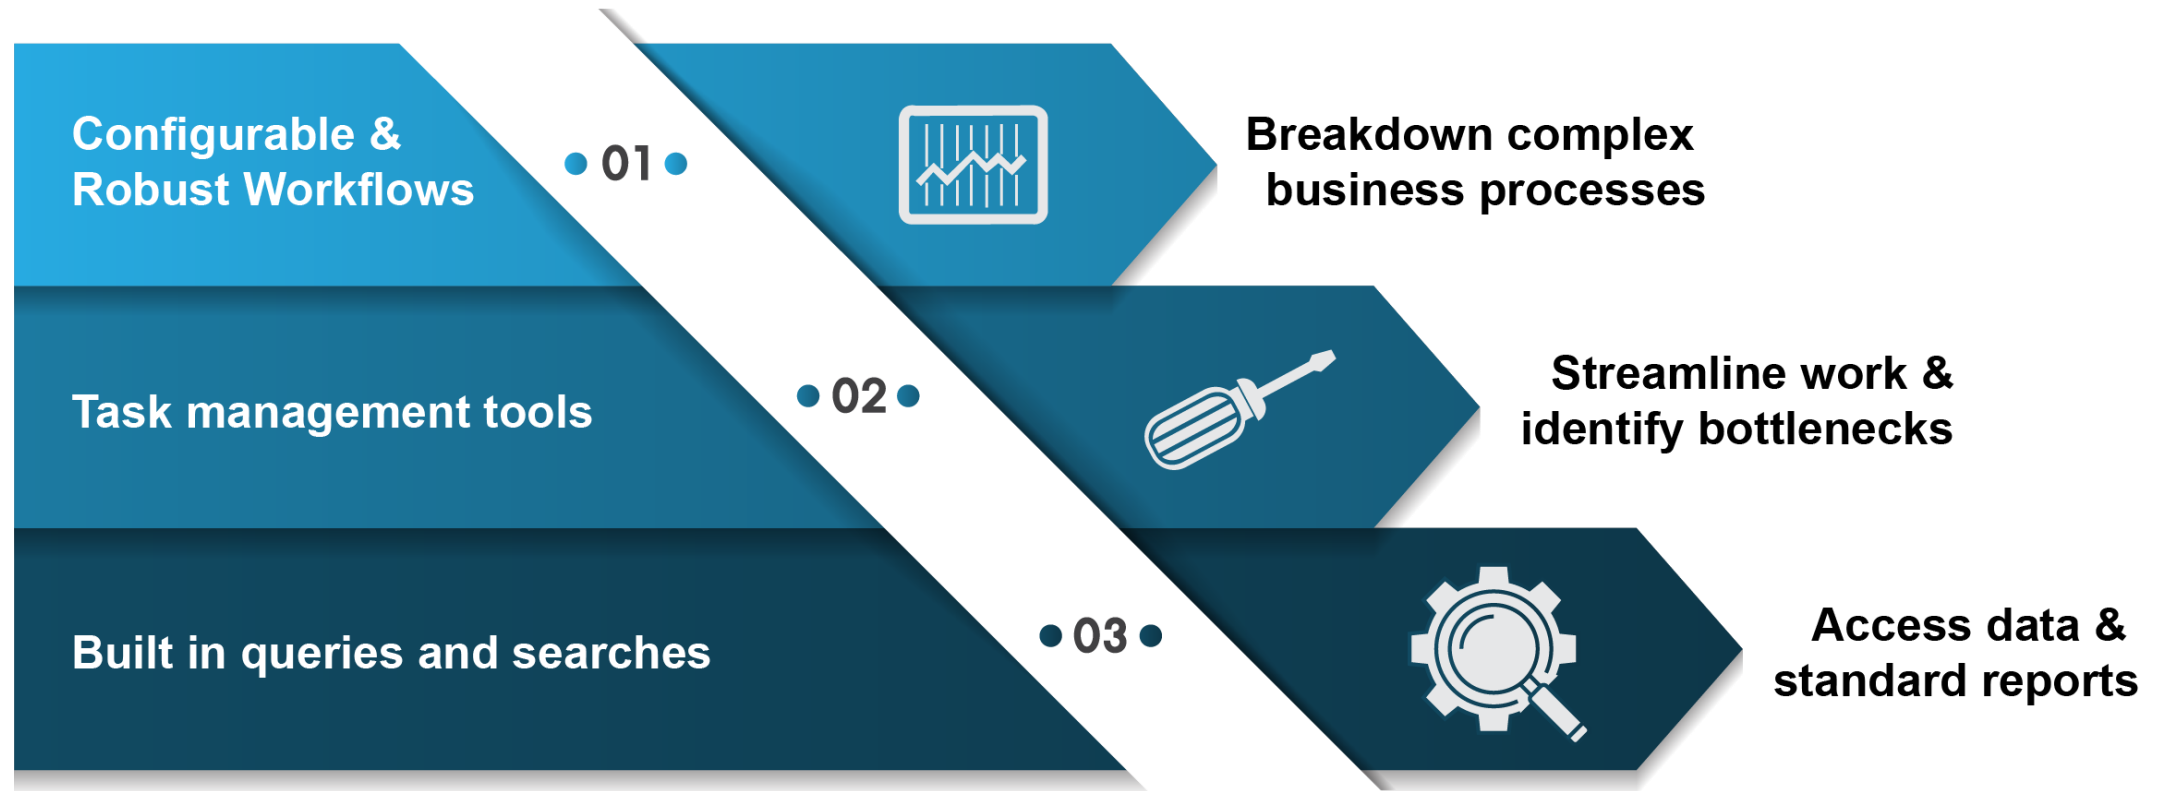 Configurable &
Robust Workflows
01
Breakdown complex
business processes
Task management tools
02
Streamline work &
identify bottlenecks
Built in queries and searches
03
Access data &
standard reports